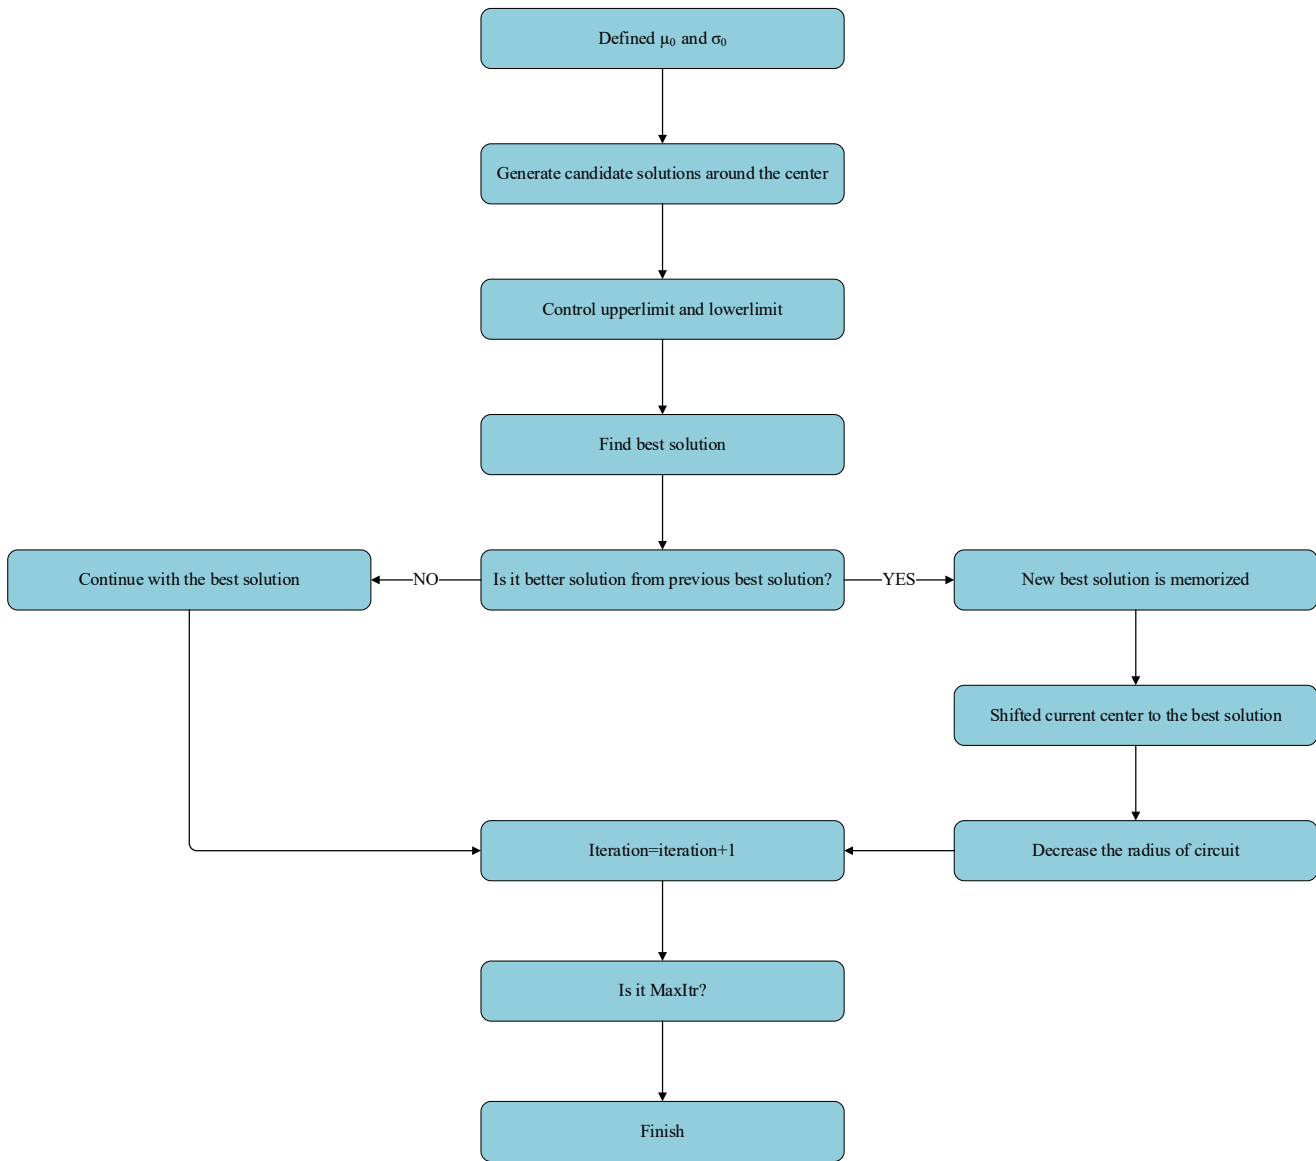 Defined μ₀ and σ₀
Generate candidate solutions around the center
Control upperlimit and lowerlimit
Find best solution
Continue with the best solution
NO
Is it better solution from previous best solution?
YES
New best solution is memorized
Shifted current center to the best solution
Iteration=iteration+1
Decrease the radius of circuit
Is it MaxItr?
Finish